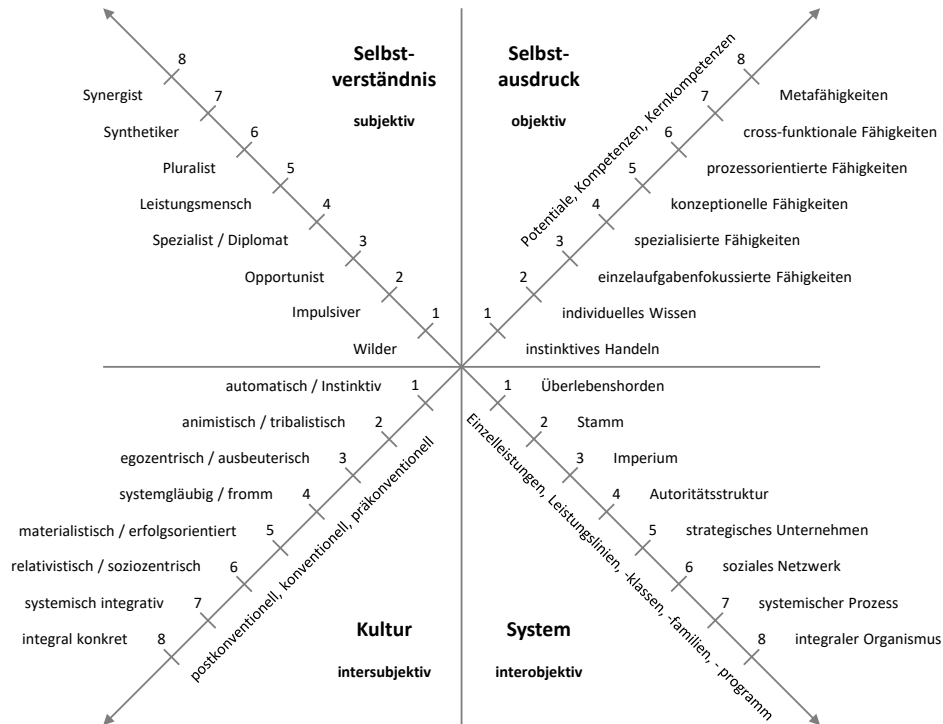 Selbst-
verständnis
subjektiv
8
Synergist
7
Synthetiker
6
Pluralist
5
Leistungsmensch
4
Spezialist / Diplomat
3
Opportunist
2
Impulsiver
1
Wilder
Selbst-
ausdruck
objektiv
Potentiale, Kompetenzen, Kernkompetenzen
8
Metafähigkeiten
7
cross-funktionale Fähigkeiten
6
prozessorientierte Fähigkeiten
5
konzeptionelle Fähigkeiten
4
spezialisierte Fähigkeiten
3
einzelaufgabenfokussierte Fähigkeiten
2
individuelles Wissen
1
instinktives Handeln
automatisch / Instinktiv
1
animistisch / tribalistisch
2
egozentrisch / ausbeuterisch
3
systemgläubig / fromm
4
materialistisch / erfolgsorientiert
5
relativistisch / soziozentrisch
6
systemisch integrativ
7
integral konkret
8
postkonventionell, konventionell, präkonventionell
Kultur
intersubjektiv
1
Überlebenshorden
2
Stamm
3
Imperium
4
Autoritätsstruktur
5
strategisches Unternehmen
6
soziales Netzwerk
7
systemischer Prozess
8
integraler Organismus
Einzelleistungen, Leistungslinien, -klassen, -familien, - programm
System
interobjektiv